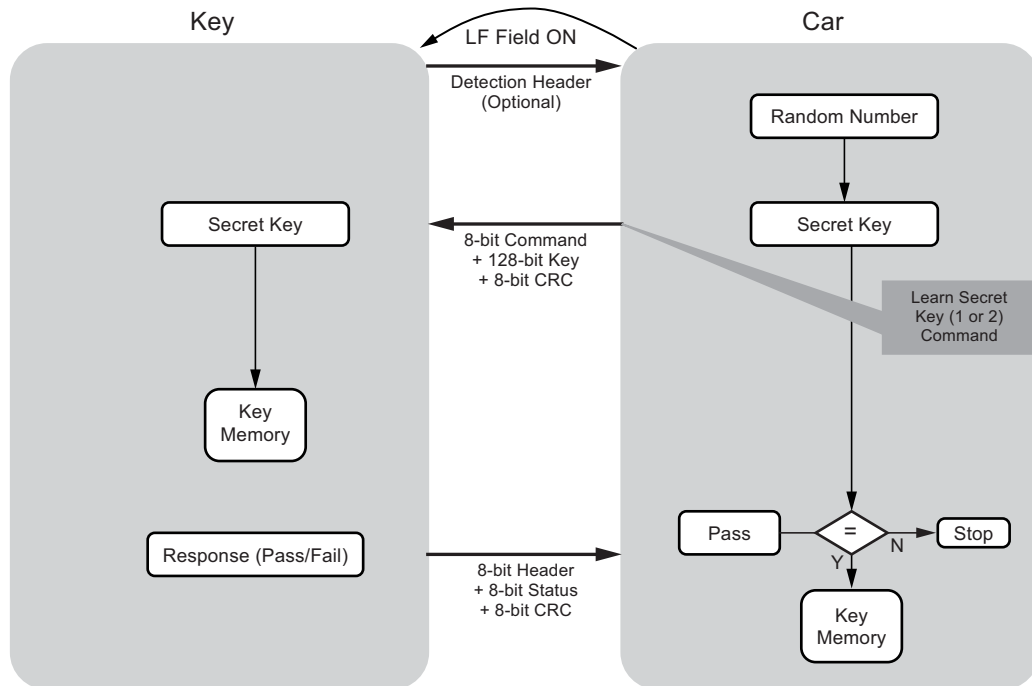 Key
Car
LF Field ON
Detection Header
(Optional)
Random Number
Secret Key
Secret Key
8-bit Command
+ 128-bit Key
+ 8-bit CRC
Learn Secret
Key (1 or 2)
Command
Key
Memory
Pass
=
N
Stop
Response (Pass/Fail)
Y
8-bit Header
+ 8-bit Status
+ 8-bit CRC
Key
Memory